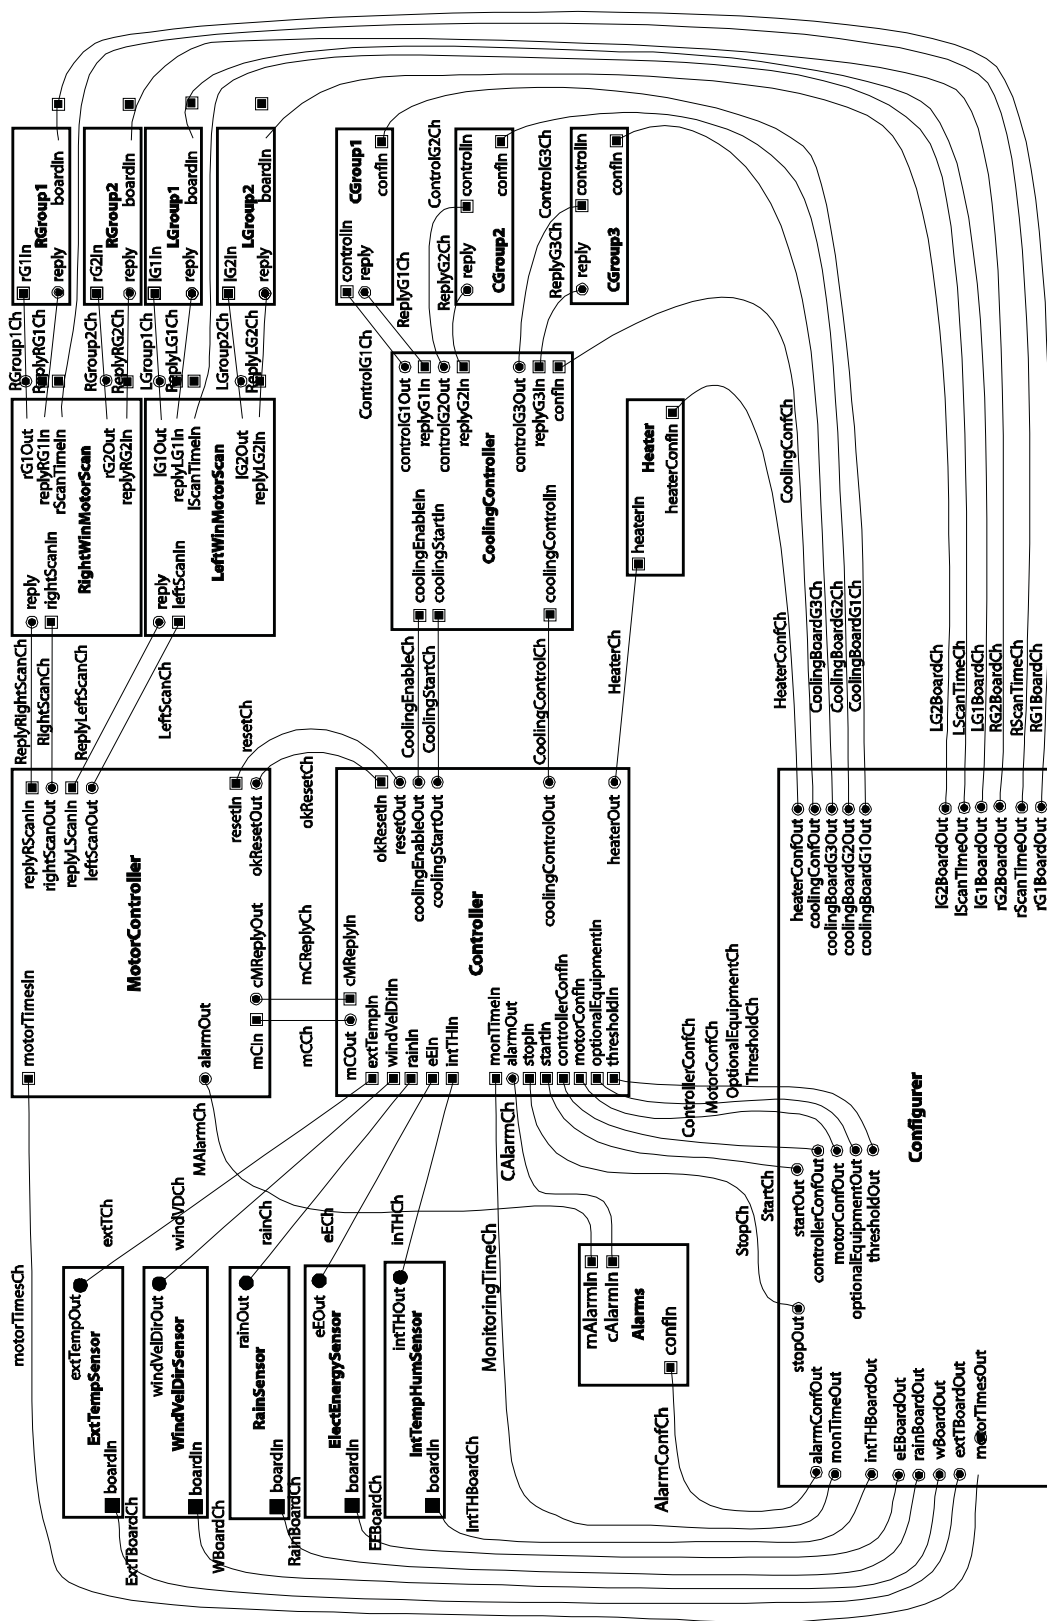 RGroup1
rG1In
reply
boardIn
RGroup2
rG2In
reply
boardIn
LGroup1
lG1In
reply
boardIn
LGroup2
lG2In
reply
boardIn
CGroup1
controlIn
reply
confIn
CGroup2
controlIn
reply
confIn
CGroup3
controlIn
reply
confIn
RGroup1Ch
ReplyRG1Ch
RGroup2Ch
ReplyRG2Ch
LGroup1Ch
ReplyLG1Ch
LGroup2Ch
ReplyLG2Ch
ControlG1Ch
ReplyG1Ch
ControlG2Ch
ReplyG2Ch
ControlG3Ch
ReplyG3Ch
RightWinMotorScan
rG1Out
replyRG1In
rScanTimeIn
rG2Out
replyRG2In
reply
rightScanIn
LeftWinMotorScan
lG1Out
replyLG1In
lScanTimeIn
lG2Out
replyLG2In
reply
leftScanIn
CoolingController
controlG1Out
replyG1In
controlG2Out
replyG2In
controlG3Out
replyG3In
confIn
coolingEnableIn
coolingStartIn
coolingControlIn
Heater
heaterIn
heaterConfIn
ReplyRightScanCh
RightScanCh
ReplyLeftScanCh
LeftScanCh
resetCh
okResetCh
CoolingEnableCh
CoolingStartCh
CoolingControlCh
HeaterCh
HeaterConfCh
CoolingConfCh
CoolingBoardG3Ch
CoolingBoardG2Ch
CoolingBoardG1Ch
LG2BoardCh
LScanTimeCh
LG1BoardCh
RG2BoardCh
RScanTimeCh
RG1BoardCh
MotorController
replyRScanIn
rightScanOut
replyLScanIn
leftScanOut
resetIn
okResetOut
motorTimesIn
alarmOut
mCIn
cMReplyOut
mCReplyCh
mCCh
Controller
okResetIn
resetOut
coolingEnableOut
coolingStartOut
coolingControlOut
heaterOut
mCOut
cMReplyIn
extTempIn
windVelDirIn
rainIn
eEIn
intTHIn
monTimeIn
alarmOut
stopIn
startIn
controllerConfIn
motorConfIn
optionalEquipmentIn
thresholdIn
Configurer
heaterConfOut
coolingConfOut
coolingBoardG3Out
coolingBoardG2Out
coolingBoardG1Out
lG2BoardOut
lScanTimeOut
lG1BoardOut
rG2BoardOut
rScanTimeOut
rG1BoardOut
startOut
controllerConfOut
motorConfOut
optionalEquipmentOut
thresholdOut
stopOut
alarmConfOut
monTimeOut
intTHBoardOut
eEBoardOut
rainBoardOut
wBoardOut
extTBoardOut
motorTimesOut
ControllerConfCh
MotorConfCh
OptionalEquipmentCh
ThresholdCh
StartCh
StopCh
CAlarmCh
MAlarmCh
MonitoringTimeCh
motorTimesCh
extTCh
windVDCh
rainCh
eECh
inTHCh
ExtTempSensor
extTempOut
boardIn
WindVelDirSensor
windVelDirOut
boardIn
RainSensor
rainOut
boardIn
ElectEnergySensor
eEOut
boardIn
IntTempHumSensor
intTHOut
boardIn
Alarms
mAlarmIn
cAlarmIn
confIn
AlarmConfCh
ExtTBoardCh
WBoardCh
RainBoardCh
EEBoardCh
IntTHBoardCh